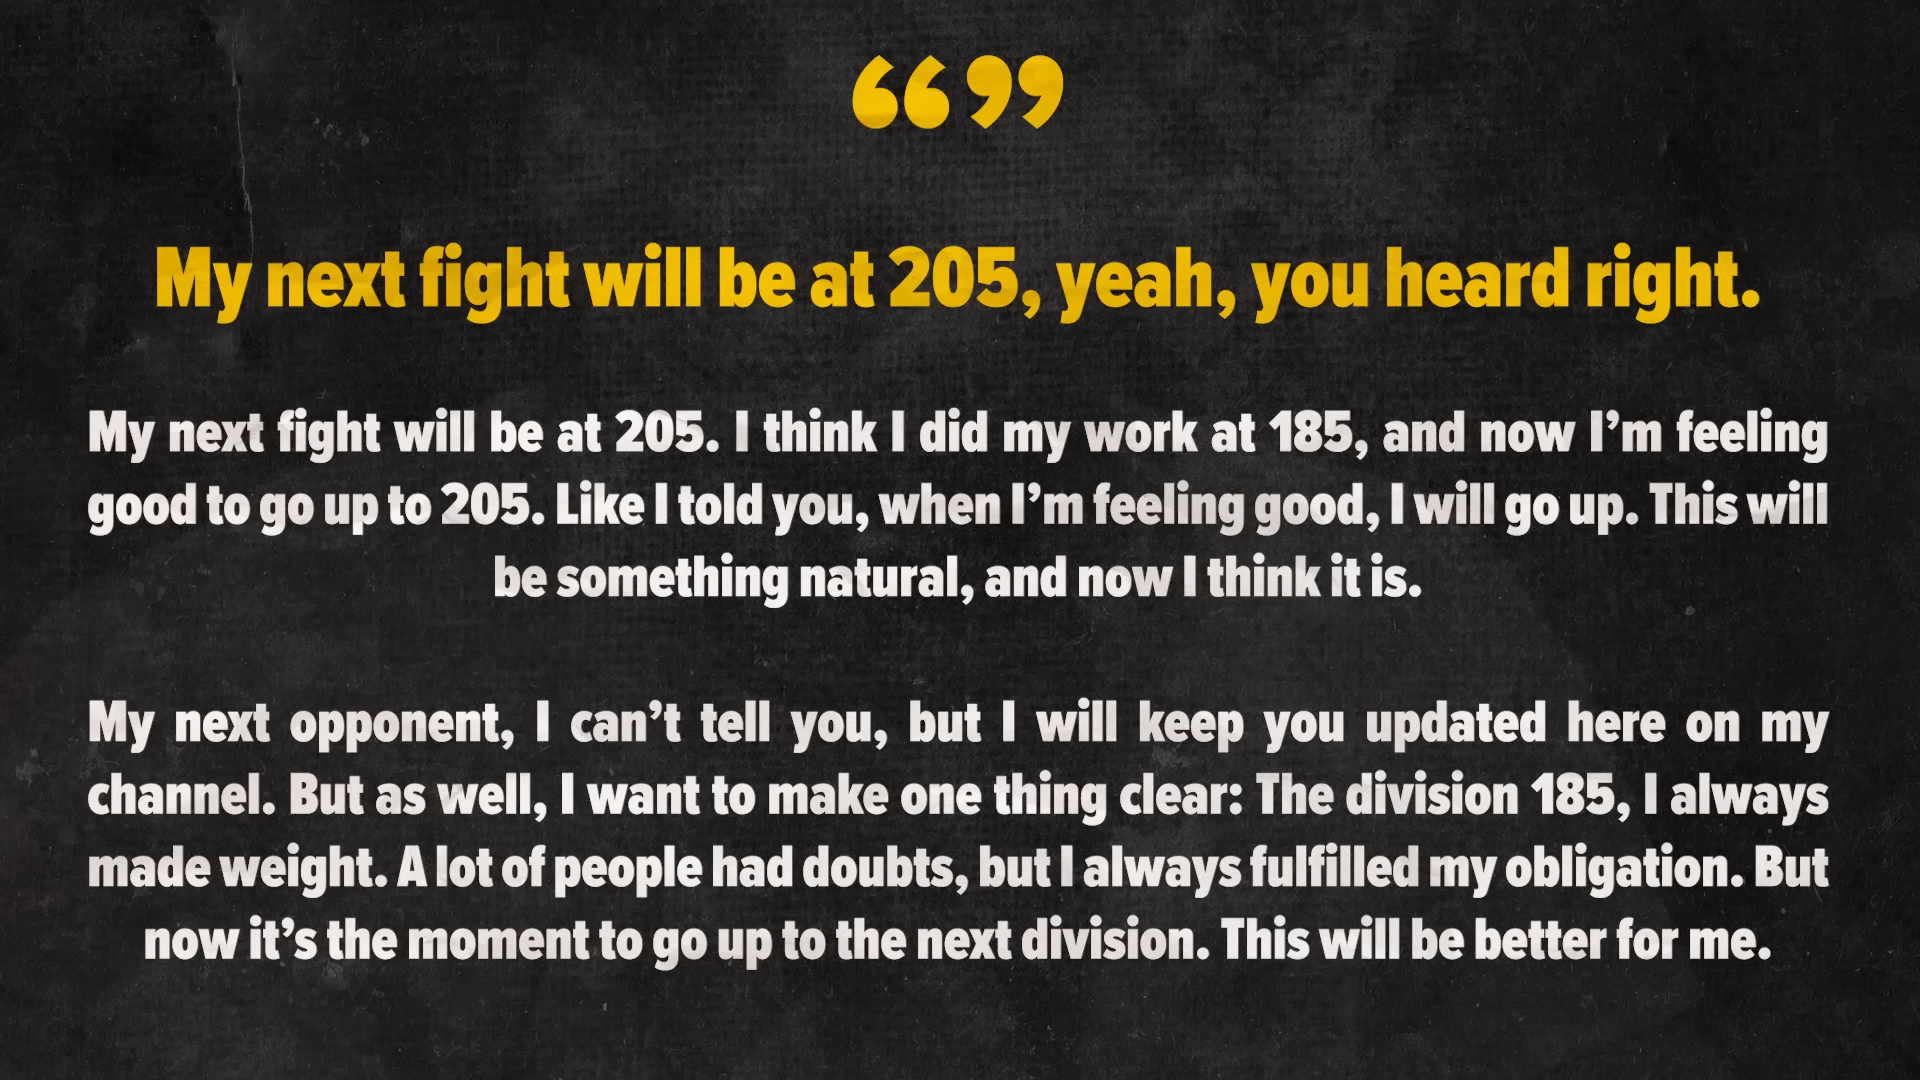 “”
My next fight will be at 205, yeah, you heard right.
My next fight will be at 205. I think I did my work at 185, and now I’m feeling
good to go up to 205. Like I told you, when I’m feeling good, I will go up. This will
be something natural, and now I think it is.
My next opponent, I can’t tell you, but I will keep you updated here on my
channel. But as well, I want to make one thing clear: The division 185, I always
made weight. A lot of people had doubts, but I always fulfilled my obligation. But
now it’s the moment to go up to the next division. This will be better for me.